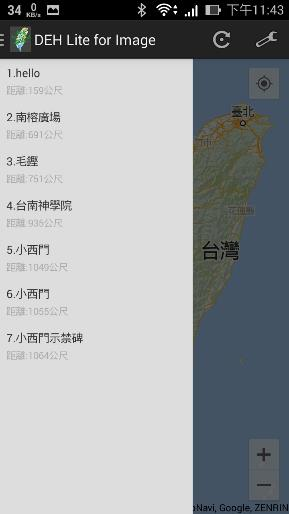 34 0 KB/s 下午11:43
DEH Lite for Image
1.hello
距離:159公尺
2.南榕廣場
距離:691公尺
3.毛鏗
距離:751公尺
4.台南神學院
距離:935公尺
5.小西門
距離:1049公尺
6.小西門
距離:1055公尺
7.小西門示禁碑
距離:1064公尺
臺北
市
花蓮縣
台灣
+
−
Navi, Google, ZENRIN